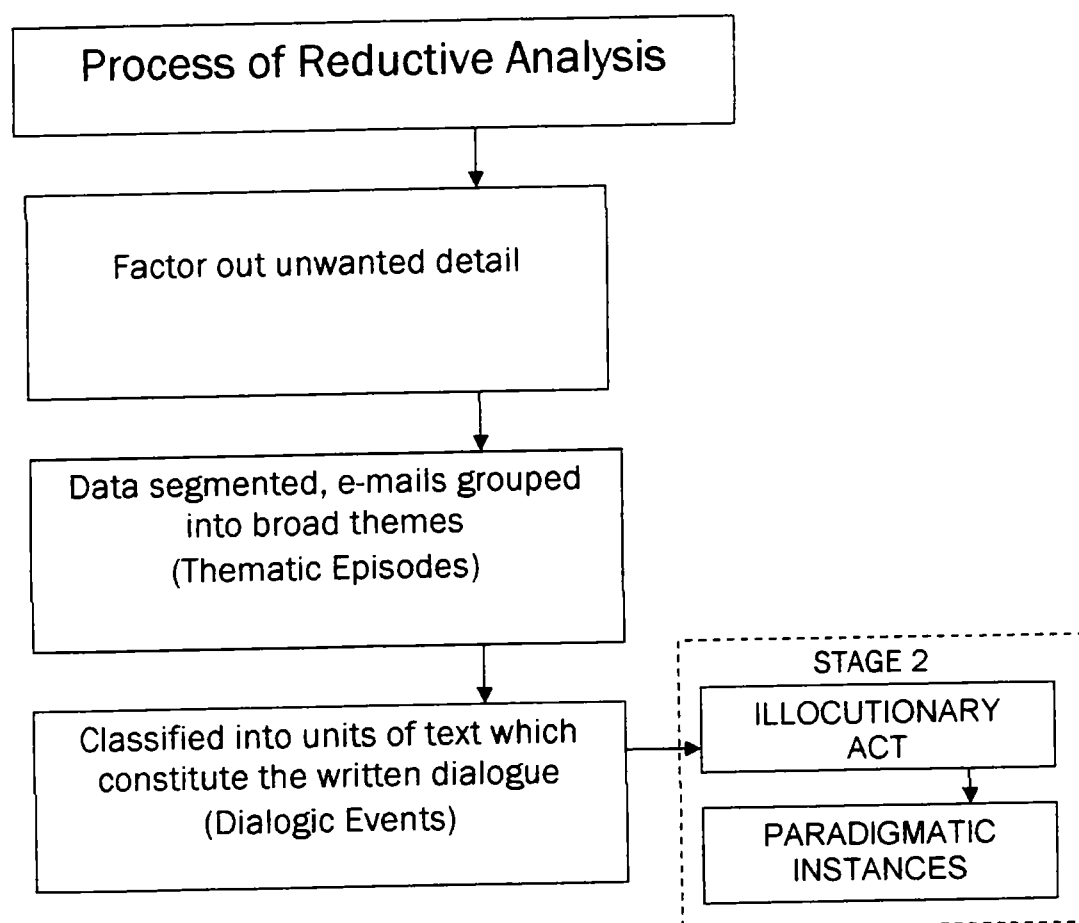 Process of Reductive Analysis
Factor out unwanted detail
Data segmented, e-mails grouped
into broad themes
(Thematic Episodes)
Classified into units of text which
constitute the written dialogue
(Dialogic Events)
STAGE 2
ILLOCUTIONARY
ACT
PARADIGMATIC
INSTANCES